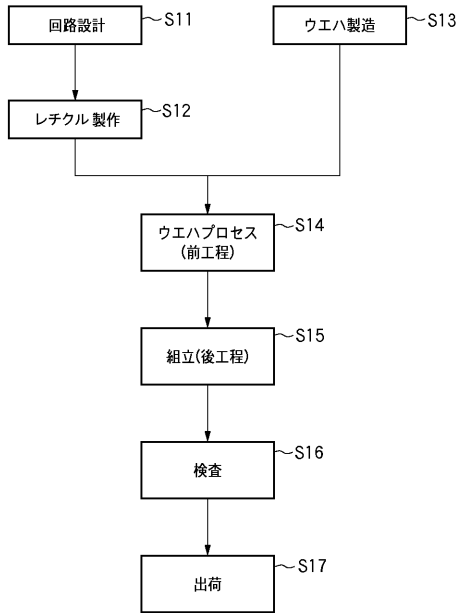 回路設計
S11
ウエハ製造
S13
レチクル製作
S12
ウエハプロセス
(前工程)
S14
組立(後工程)
S15
検査
S16
出荷
S17